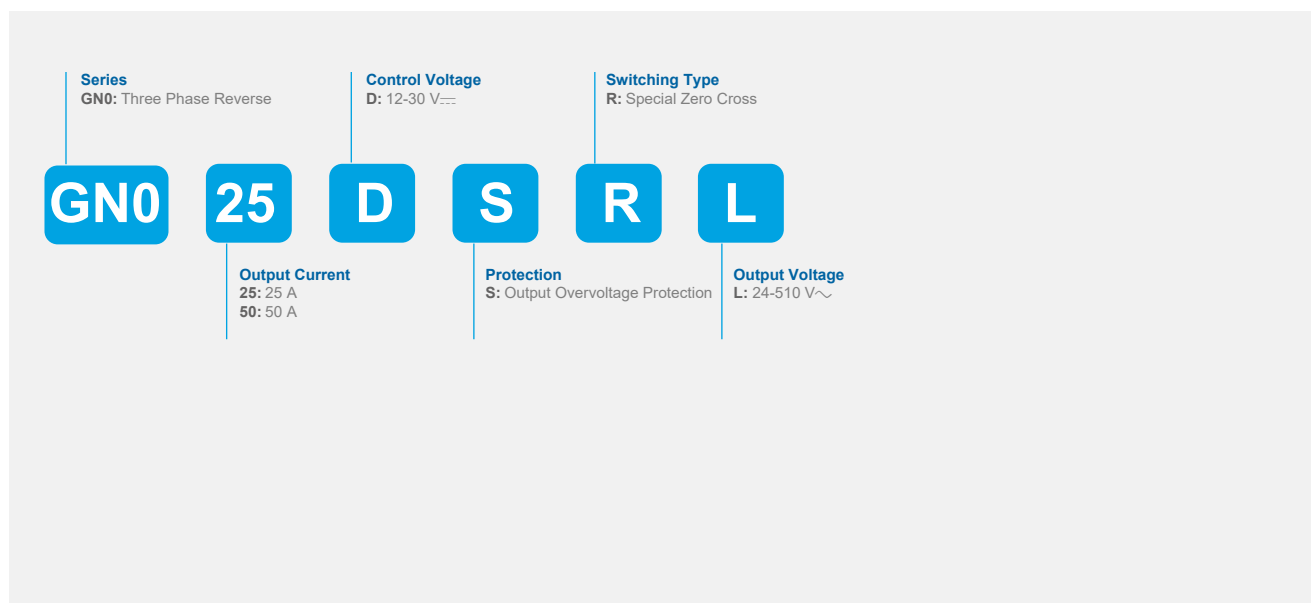 Series
GN0: Three Phase Reverse
Control Voltage
D: 12-30 V⎓
Switching Type
R: Special Zero Cross
GN0 25 D S R L
Output Current
25: 25 A
50: 50 A
Protection
S: Output Overvoltage Protection
Output Voltage
L: 24-510 V∿